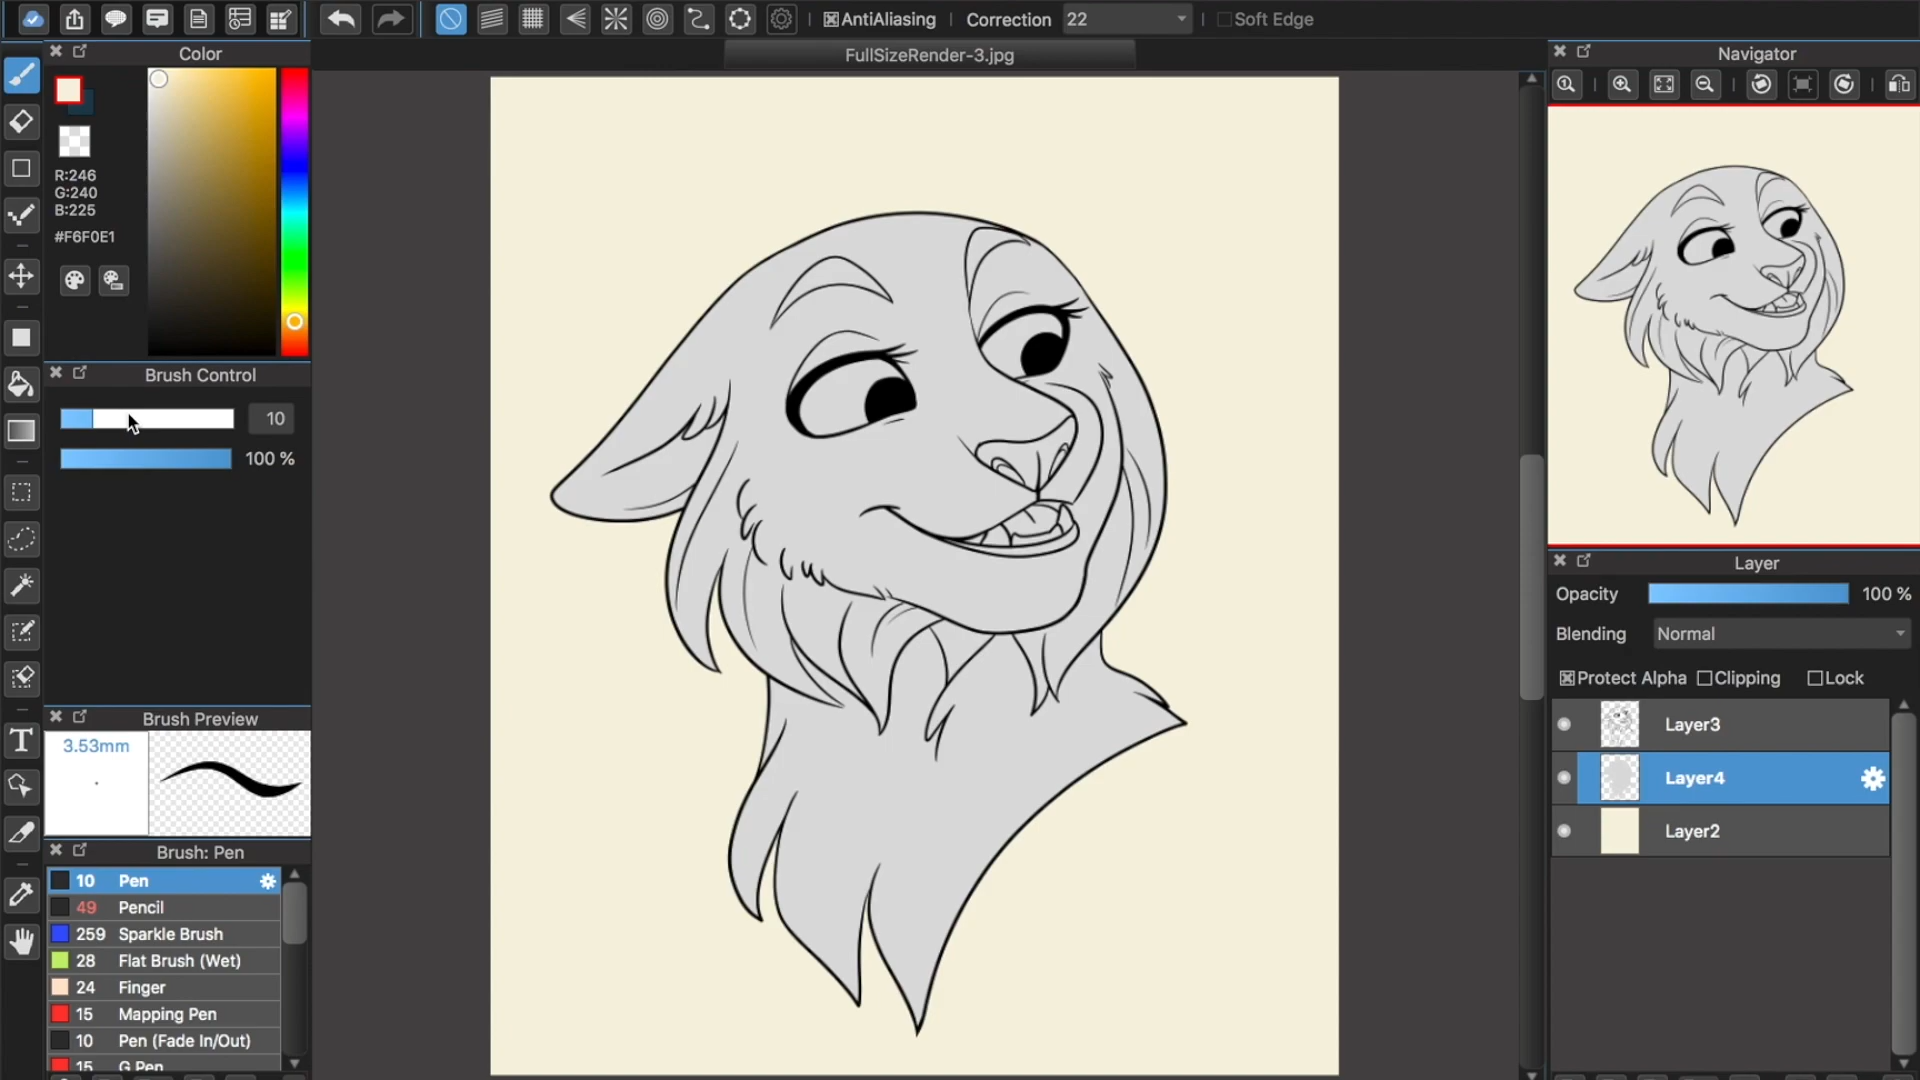 AntiAliasing
Correction 22
Soft Edge
Color
FullSizeRender-3.jpg
Navigator
R:246
G:240
B:225
#F6F0E1
Brush Control
10
100 %
Brush Preview
3.53mm
Brush: Pen
10 Pen
49 Pencil
259 Sparkle Brush
28 Flat Brush (Wet)
24 Finger
15 Mapping Pen
10 Pen (Fade In/Out)
15 G Pen
Layer
Opacity 100 %
Blending Normal
Protect Alpha Clipping Lock
Layer3
Layer4
Layer2